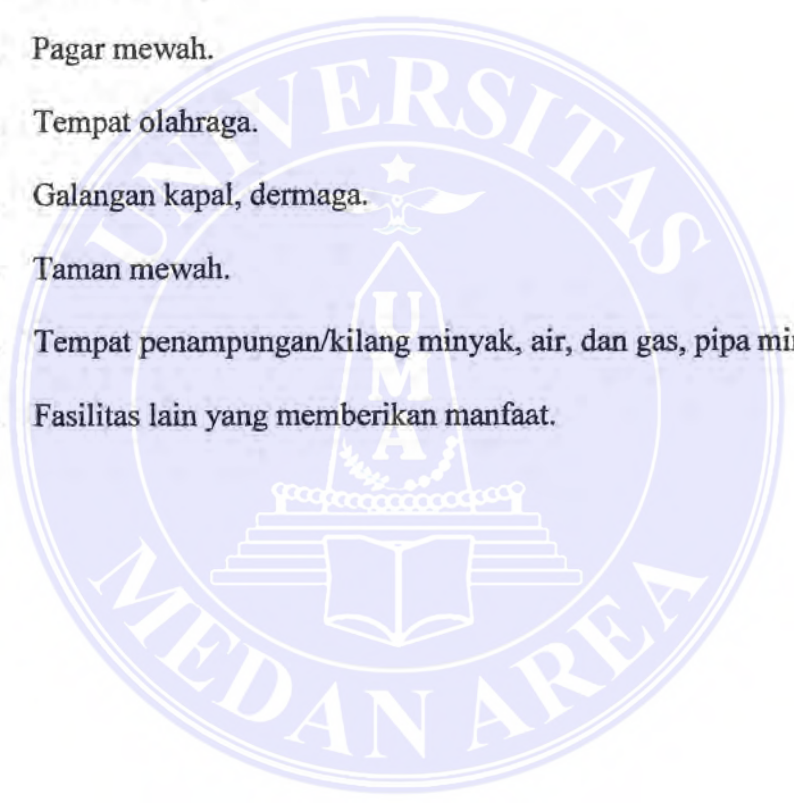 Pagar mewah.
Tempat olahraga.
Galangan kapal, dermaga.
Taman mewah.
Tempat penampungan/kilang minyak, air, dan gas, pipa
Fasilitas lain yang memberikan manfaat.
UNIVERSITAS
UMA
MEDAN AREA